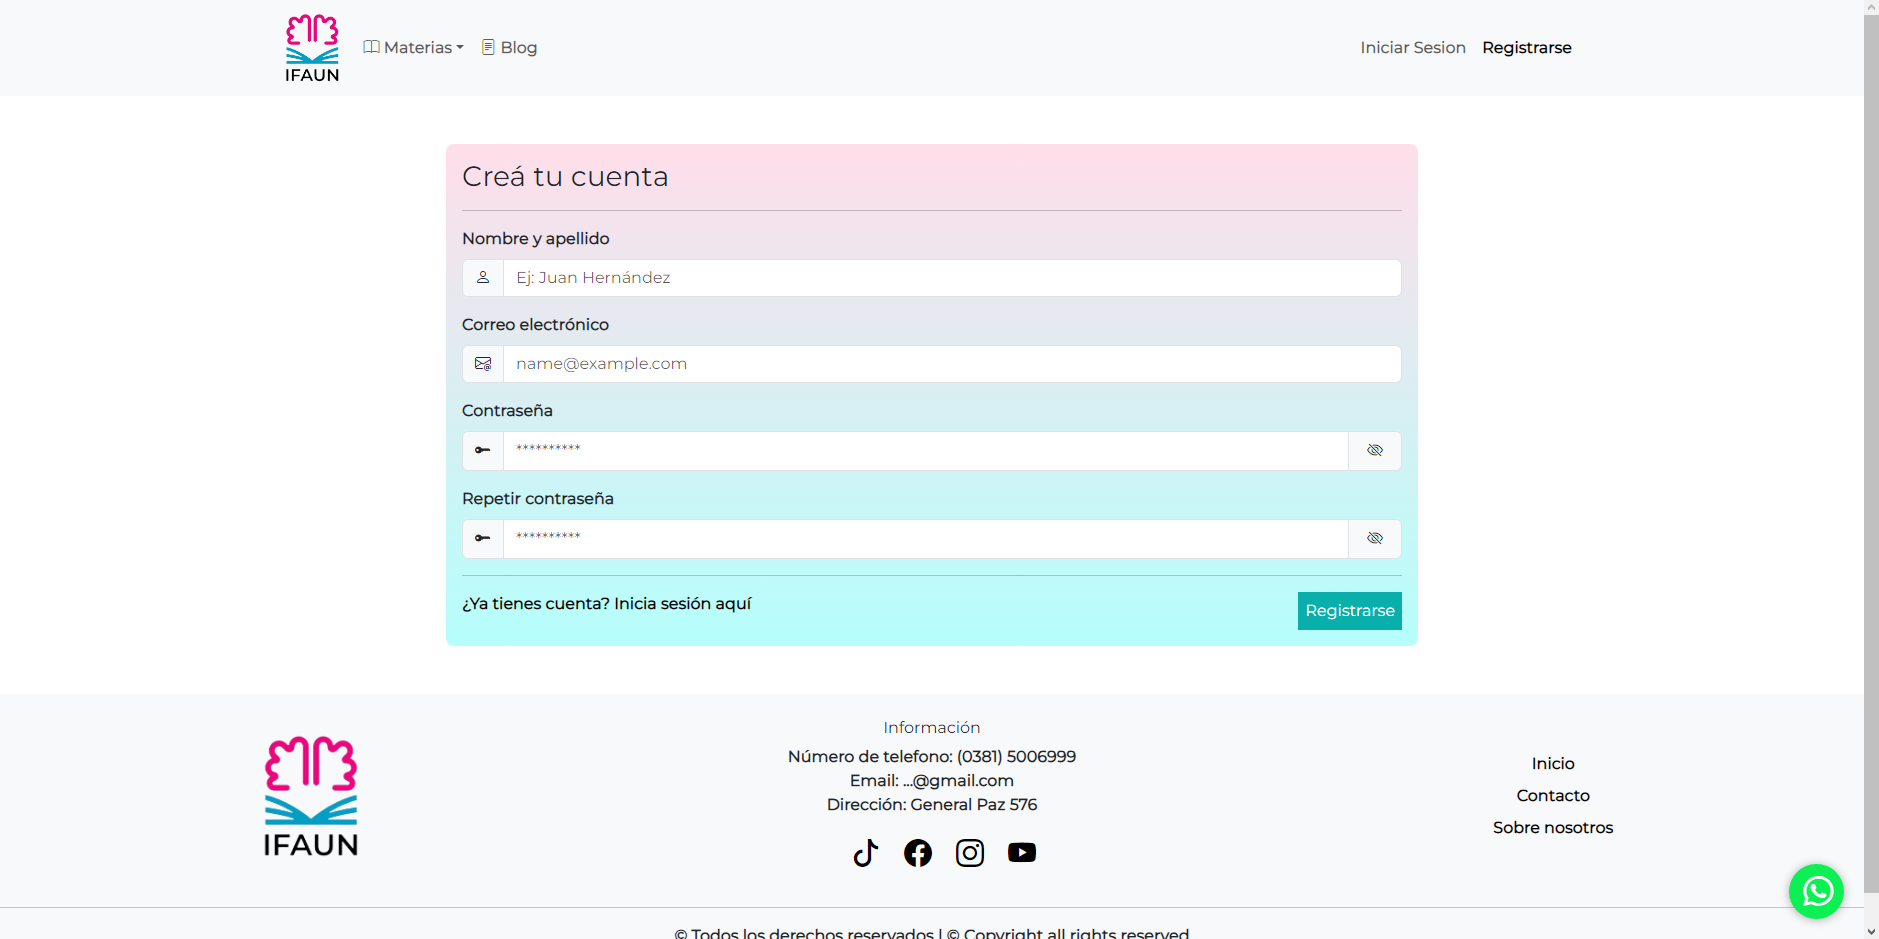 IFAUN
Materias
Blog
Iniciar Sesion
Registrarse
Creá tu cuenta
Nombre y apellido
Ej: Juan Hernández
Correo electrónico
name@example.com
Contraseña
**********
Repetir contraseña
**********
¿Ya tienes cuenta? Inicia sesión aquí
Registrarse
IFAUN
Información
Número de telefono: (0381) 5006999
Email: ...@gmail.com
Dirección: General Paz 576
Inicio
Contacto
Sobre nosotros
© Todos los derechos reservados | © Copyright all rights reserved